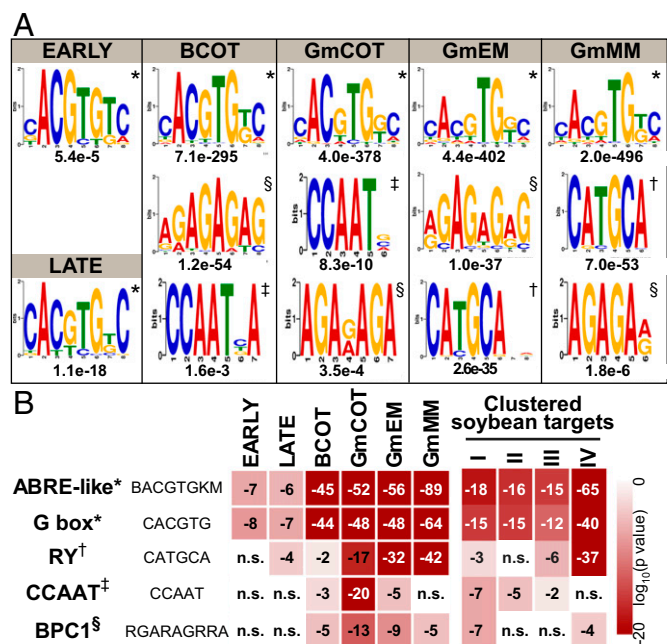 A
EARLY BCOT GmCOT GmEM GmMM
* * * * *
5.4e-5 7.1e-295 4.0e-378 4.4e-402 2.0e-496
§ ‡ § †
1.2e-54 8.3e-10 1.0e-37 7.0e-53
LATE
* ‡ § † §
1.1e-18 1.6e-3 3.5e-4 2.6e-35 1.8e-6
B
Clustered
soybean targets
EARLY LATE BCOT GmCOT GmEM GmMM I II III IV
ABRE-like* BACGTGKM -7 -6 -45 -52 -56 -89 -18 -16 -15 -65
G box* CACGTG -8 -7 -44 -48 -48 -64 -15 -15 -12 -40
RY† CATGCA n.s. -4 -2 -17 -32 -42 -3 n.s. -6 -37
CCAAT‡ CCAAT n.s. n.s. -3 -20 -5 n.s. -7 -5 -2 n.s.
BPC1§ RGARAGRRA n.s. n.s. -5 -13 -9 -5 -7 n.s. n.s. -4
0
log10(p value)
-20